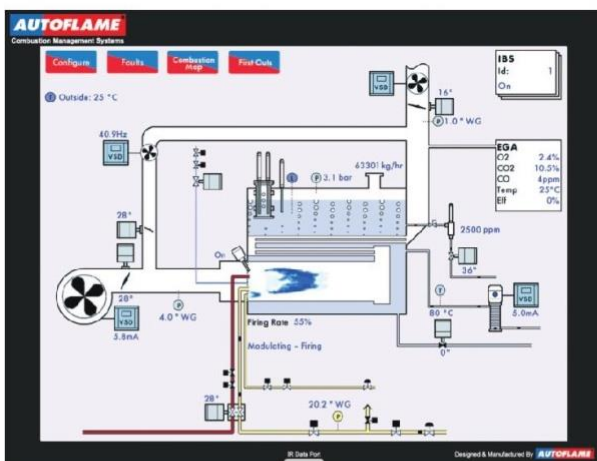 AUTOFLAME
Combustion Management Systems
Configure
Faults
Combustion
Map
First Outs
IBS
Id: 1
On
T Outside: 25 °C
VSD
16°
P 1.0 " WG
40.9Hz
VSD
63301 kg/hr
P 3.1 bar
EGA
O2 2.4%
CO2 10.5%
CO 4ppm
Temp 25°C
Eff 0%
28°
2500 ppm
On
36°
28°
T
80 °C
VSD
5.0mA
P
4.0 " WG
VSD
5.8mA
Firing Rate 55%
Modulating - Firing
0°
28°
20.2 " WG
P
IR Data Port
Designed & Manufactured By AUTOFLAME